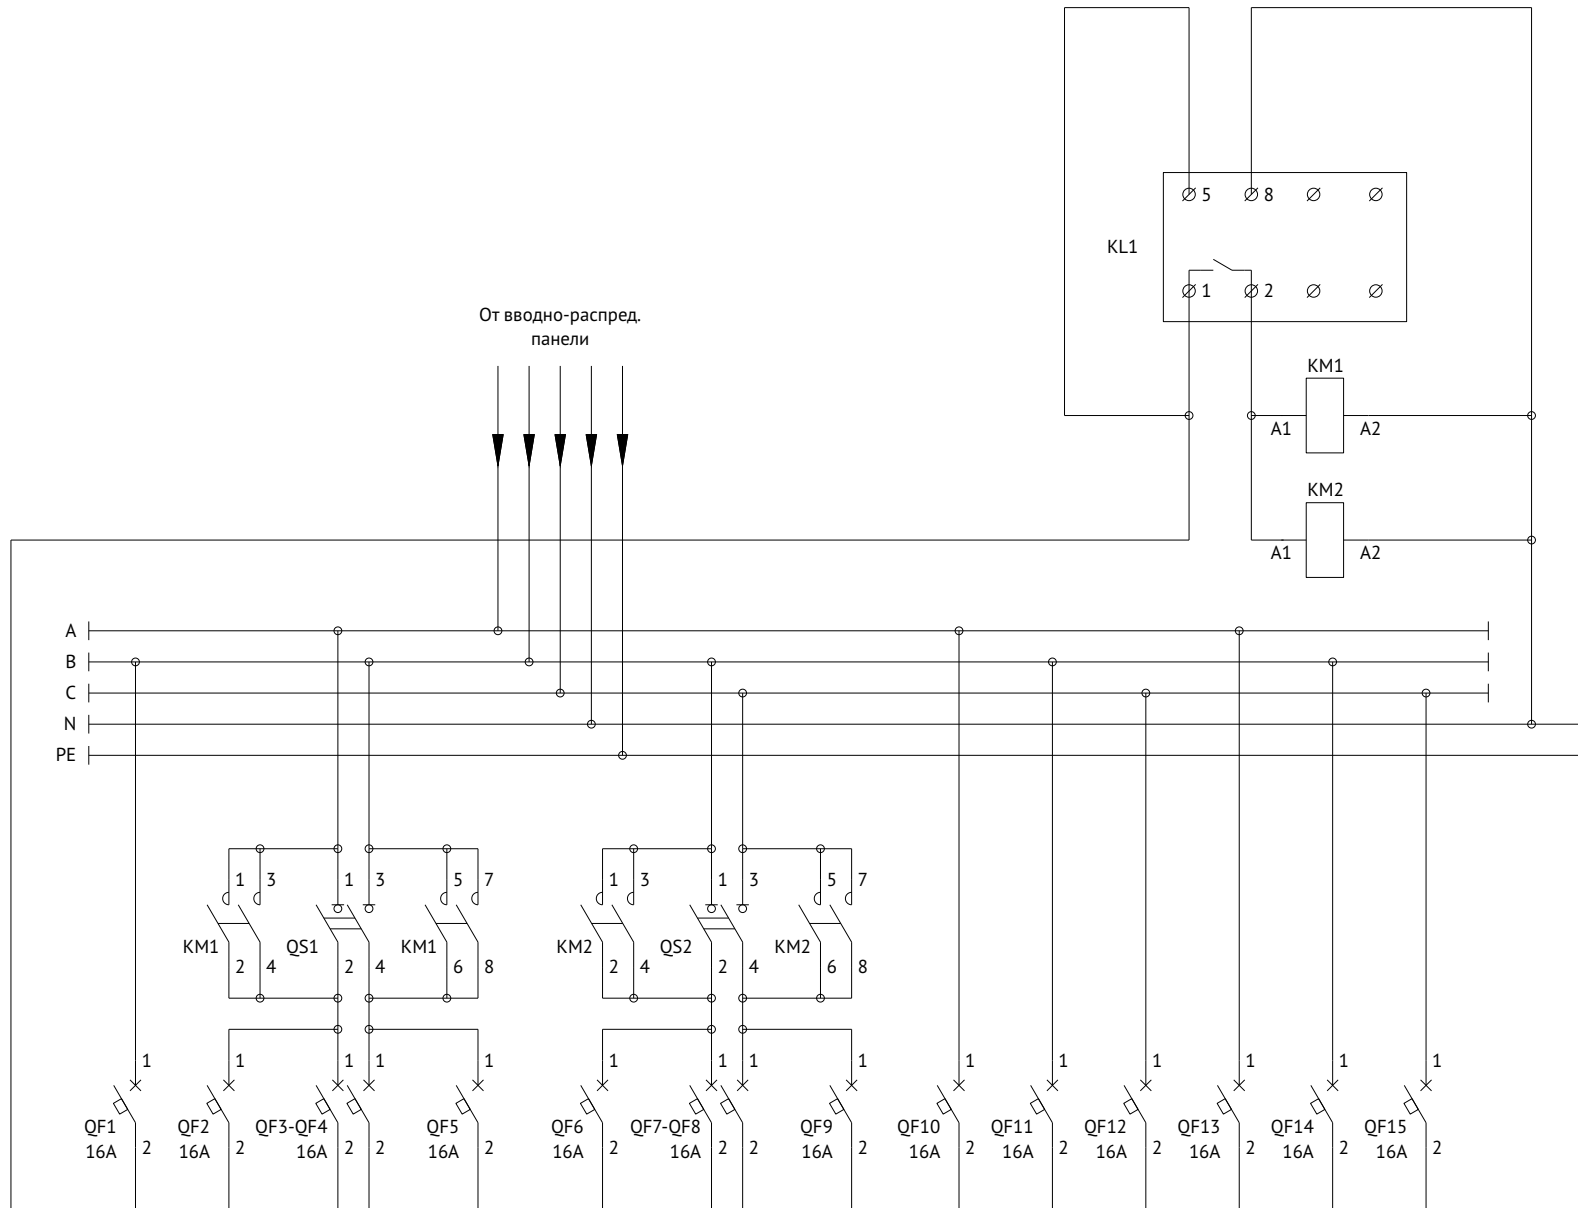 5 8
KL1
1 2
От вводно-распред.
панели
KM1
A1 A2
KM2
A1 A2
A
B
C
N
PE
1 3 1 3 5 7 1 3 1 3 5 7
KM1 QS1 KM1 KM2 QS2 KM2
2 4 2 4 6 8 2 4 2 4 6 8
1 1 1 1 1 1 1 1 1 1 1 1 1 1 1
QF1 QF2 QF3-QF4 QF5 QF6 QF7-QF8 QF9 QF10 QF11 QF12 QF13 QF14 QF15
16A 2 16A 2 16A 2 2 16A 2 16A 2 16A 2 2 16A 2 16A 2 16A 2 16A 2 16A 2 16A 2 16A 2